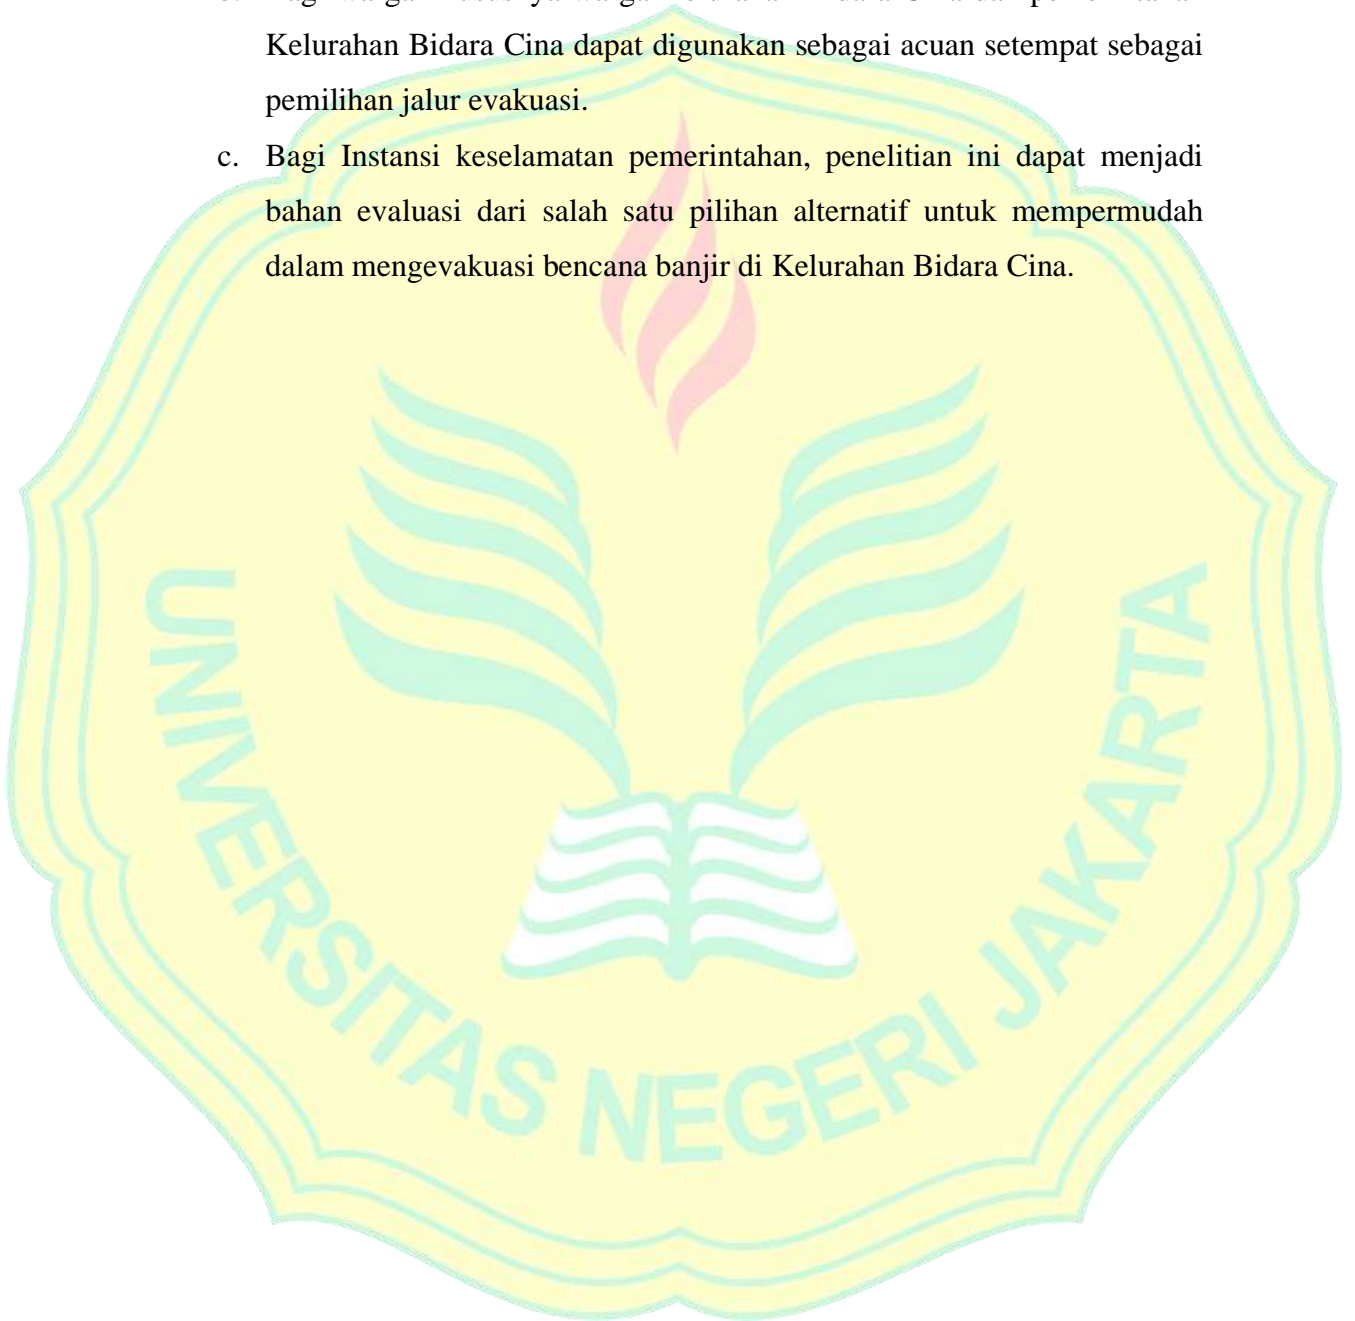 Kelurahan Bidara Cina dapat digunakan sebagai acuan setempat sebagai
pemilihan jalur evakuasi.
c. Bagi Instansi keselamatan pemerintahan, penelitian ini dapat menjadi
bahan evaluasi dari salah satu pilihan alternatif untuk mempermudah
dalam mengevakuasi bencana banjir di Kelurahan Bidara Cina.
UNIVERSITAS NEGERI JAKARTA